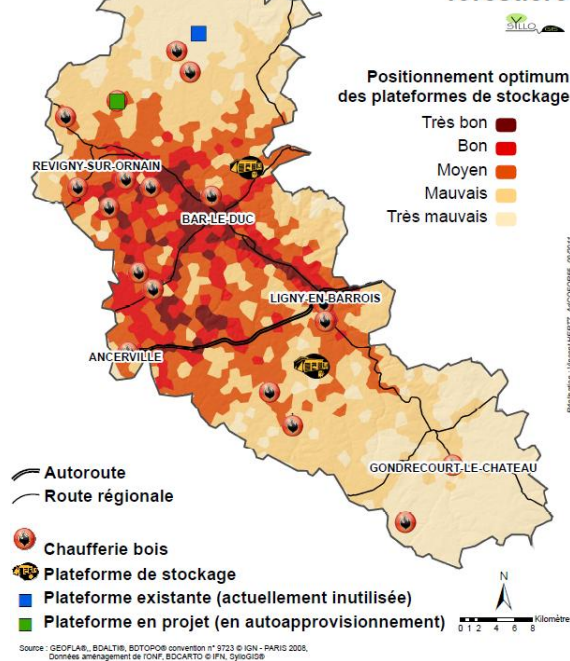 SYLLOGIS
Positionnement optimum
des plateformes de stockage
Très bon
Bon
Moyen
Mauvais
Très mauvais
REVIGNY-SUR-ORNAIN
BAR-LE-DUC
LIGNY-EN-BARROIS
ANCERVILLE
GONDRECOURT-LE-CHATEAU
Autoroute
Route régionale
Chaufferie bois
Plateforme de stockage
Plateforme existante (actuellement inutilisée)
Plateforme en projet (en autoapprovisionnement)
N
0 1 2 4 6 8 Kilomètres
Source : GEOFLA®, BDALTI®, BDTOPO® convention n° 9723 © IGN - PARIS 2008,
Données aménagement de l'ONF, BDCARTO © IFN, SyloGIS®